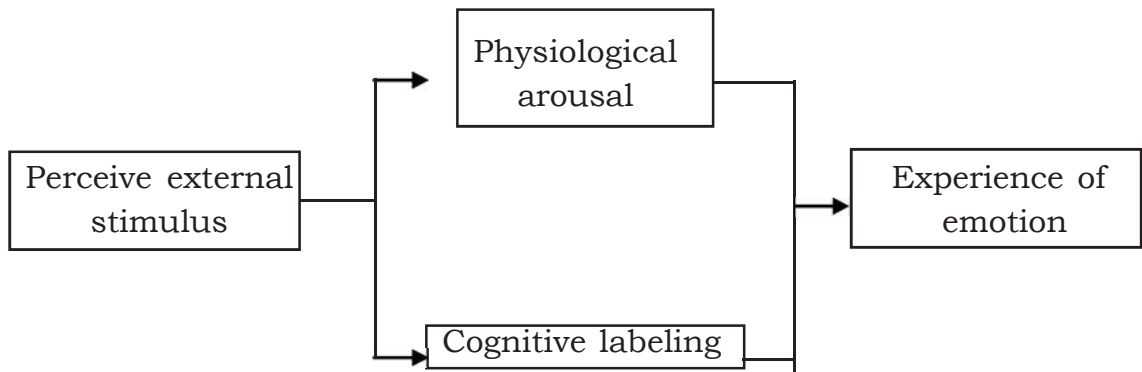 Physiological
arousal
Perceive external
stimulus
Experience of
emotion
Cognitive labeling